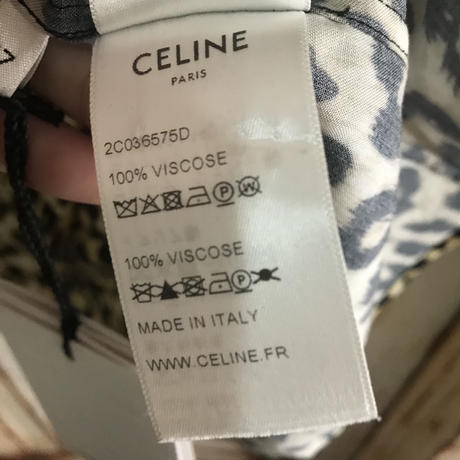 CELINE
PARIS
2C036575D
100% VISCOSE
100% VISCOSE
MADE IN ITALY
WWW.CELINE.FR